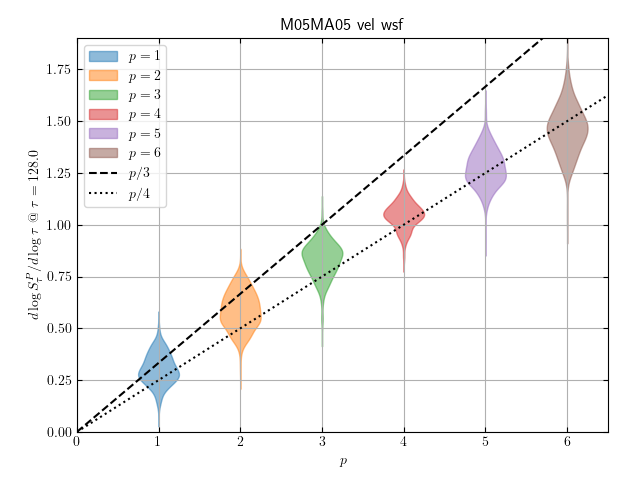 M05MA05 vel wsf
p = 1
p = 2
p = 3
p = 4
p = 5
p = 6
p/3
p/4
d log S_τ^P / d log τ @ τ = 128.0
1.75
1.50
1.25
1.00
0.75
0.50
0.25
0.00
0 1 2 3 4 5 6
p